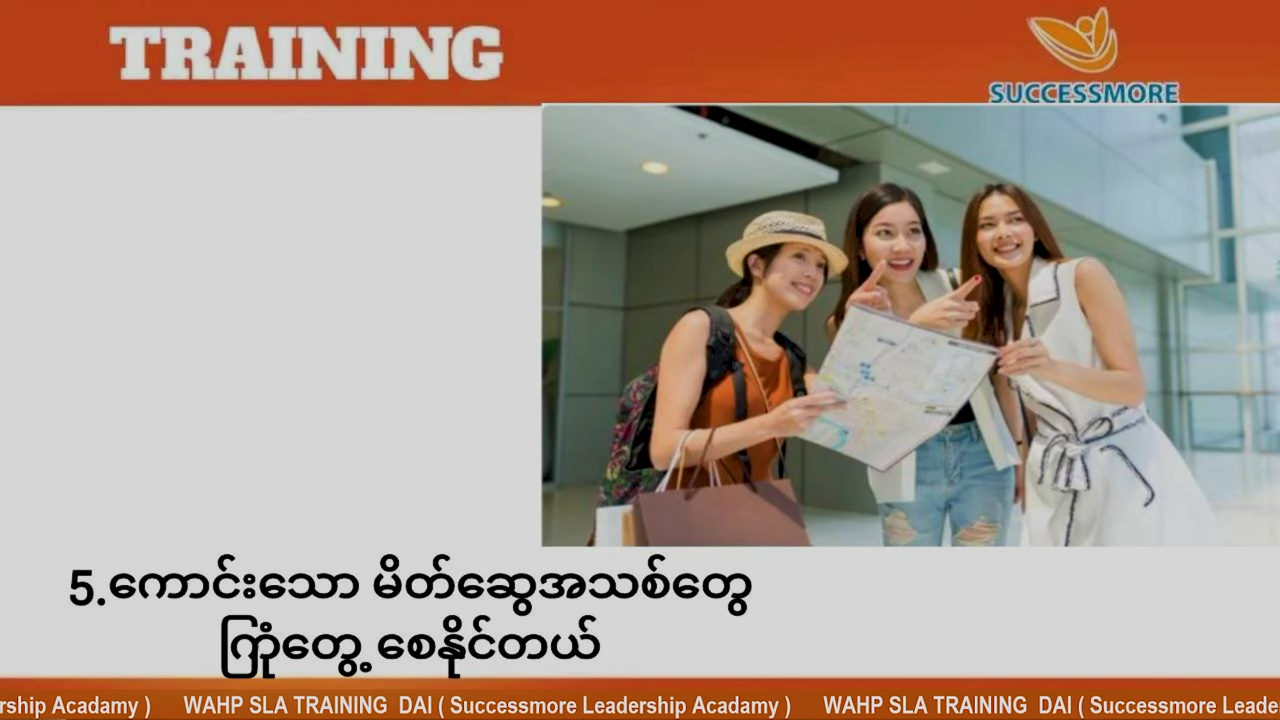 TRAINING
SUCCESSMORE
5.ကောင်းသော မိတ်ဆွေအသစ်တွေ
ကြုံတွေ့ စေနိုင်တယ်
rship Acadamy )      WAHP SLA TRAINING  DAI ( Successmore Leadership Acadamy )      WAHP SLA TRAINING  DAI ( Successmore Leade